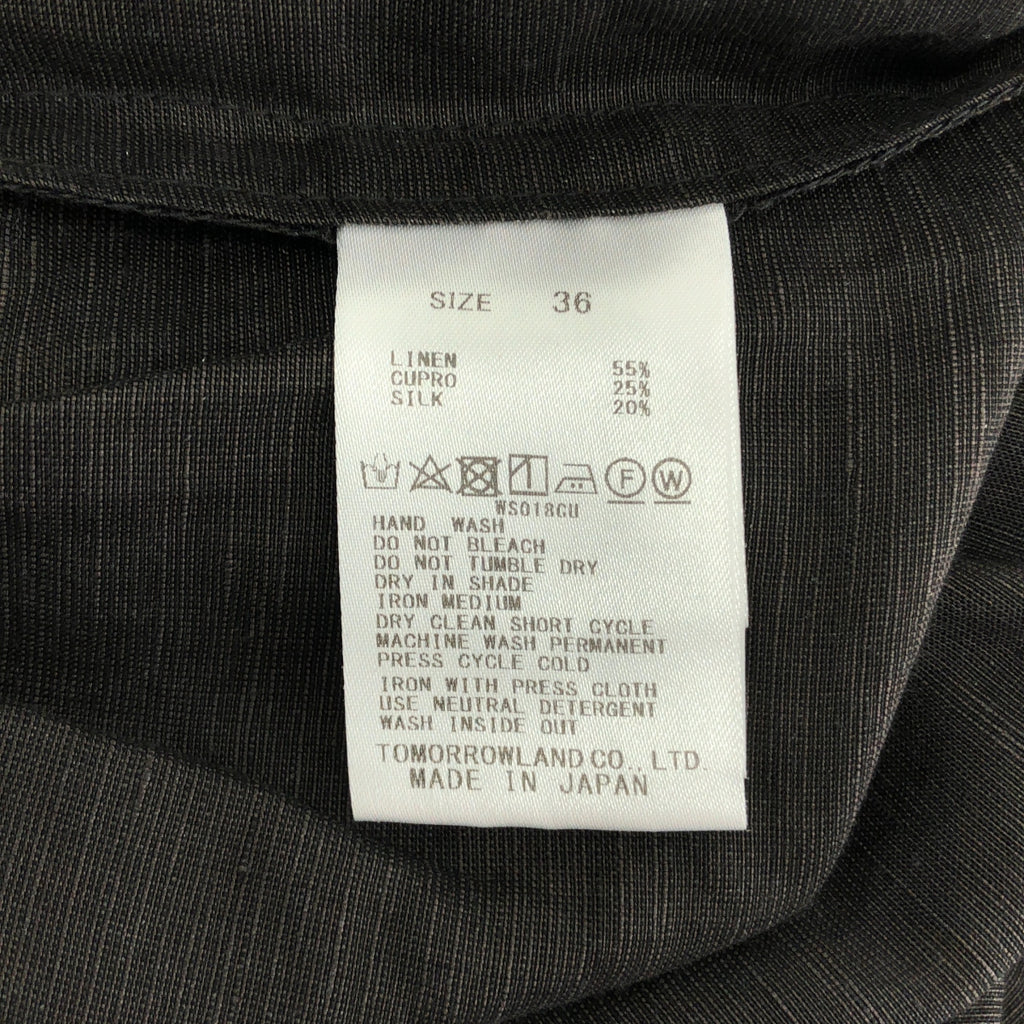 SIZE 36
LINEN 55%
CUPRO 25%
SILK 20%
F W
WS018GU
HAND WASH
DO NOT BLEACH
DO NOT TUMBLE DRY
DRY IN SHADE
IRON MEDIUM
DRY CLEAN SHORT CYCLE
MACHINE WASH PERMANENT
PRESS CYCLE COLD
IRON WITH PRESS CLOTH
USE NEUTRAL DETERGENT
WASH INSIDE OUT
TOMORROWLAND CO., LTD.
MADE IN JAPAN